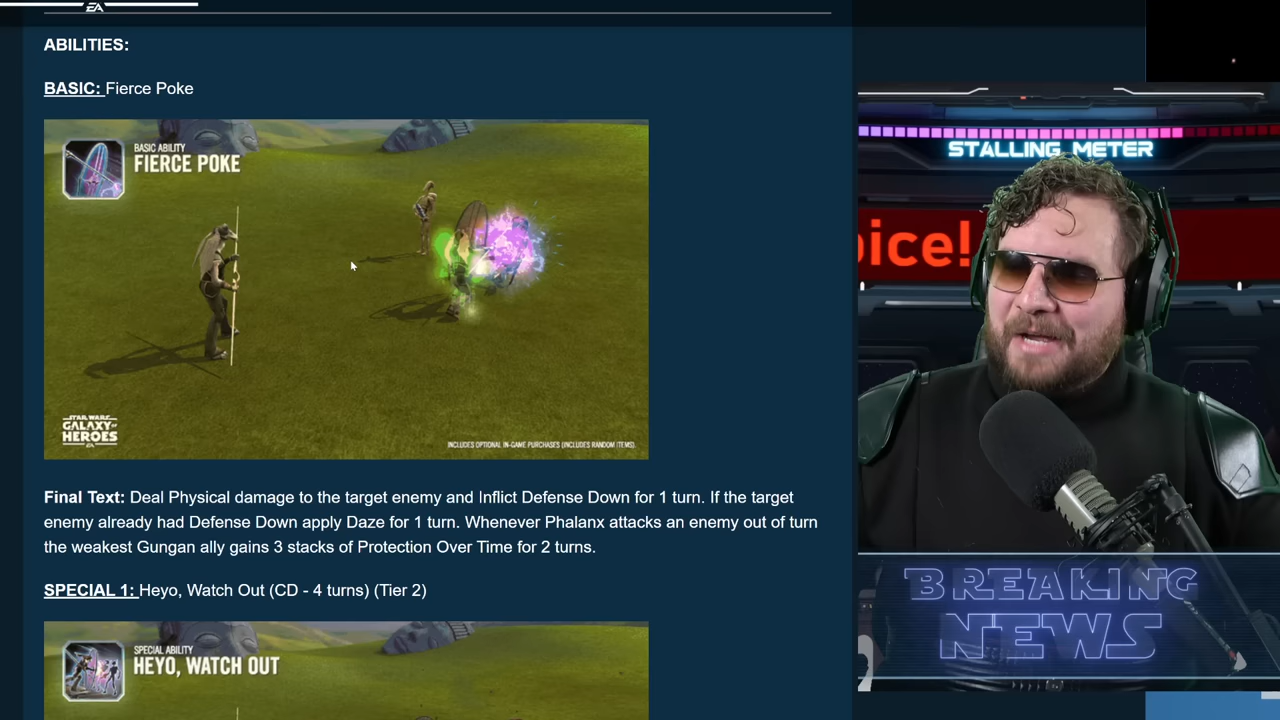 EA
ABILITIES:
BASIC: Fierce Poke
BASIC ABILITY
FIERCE POKE
STAR WARS
GALAXY OF
HEROES
EA
INCLUDES OPTIONAL IN-GAME PURCHASES (INCLUDES RANDOM ITEMS).
Final Text: Deal Physical damage to the target enemy and Inflict Defense Down for 1 turn. If the target
enemy already had Defense Down apply Daze for 1 turn. Whenever Phalanx attacks an enemy out of turn
the weakest Gungan ally gains 3 stacks of Protection Over Time for 2 turns.
SPECIAL 1: Heyo, Watch Out (CD - 4 turns) (Tier 2)
SPECIAL ABILITY
HEYO, WATCH OUT
STALLING METER
oice!
BREAKING
NEWS